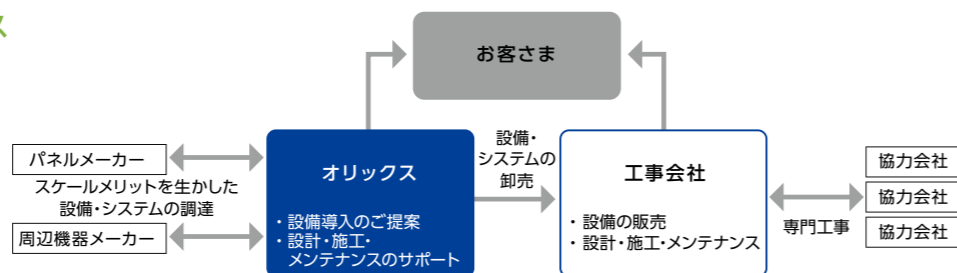 お客さま
パネルメーカー
スケールメリットを生かした
設備・システムの調達
周辺機器メーカー
オリックス
・設備導入のご提案
・設計・施工・
メンテナンスのサポート
設備・
システムの
卸売
工事会社
・設備の販売
・設計・施工・メンテナンス
専門工事
協力会社
協力会社
協力会社